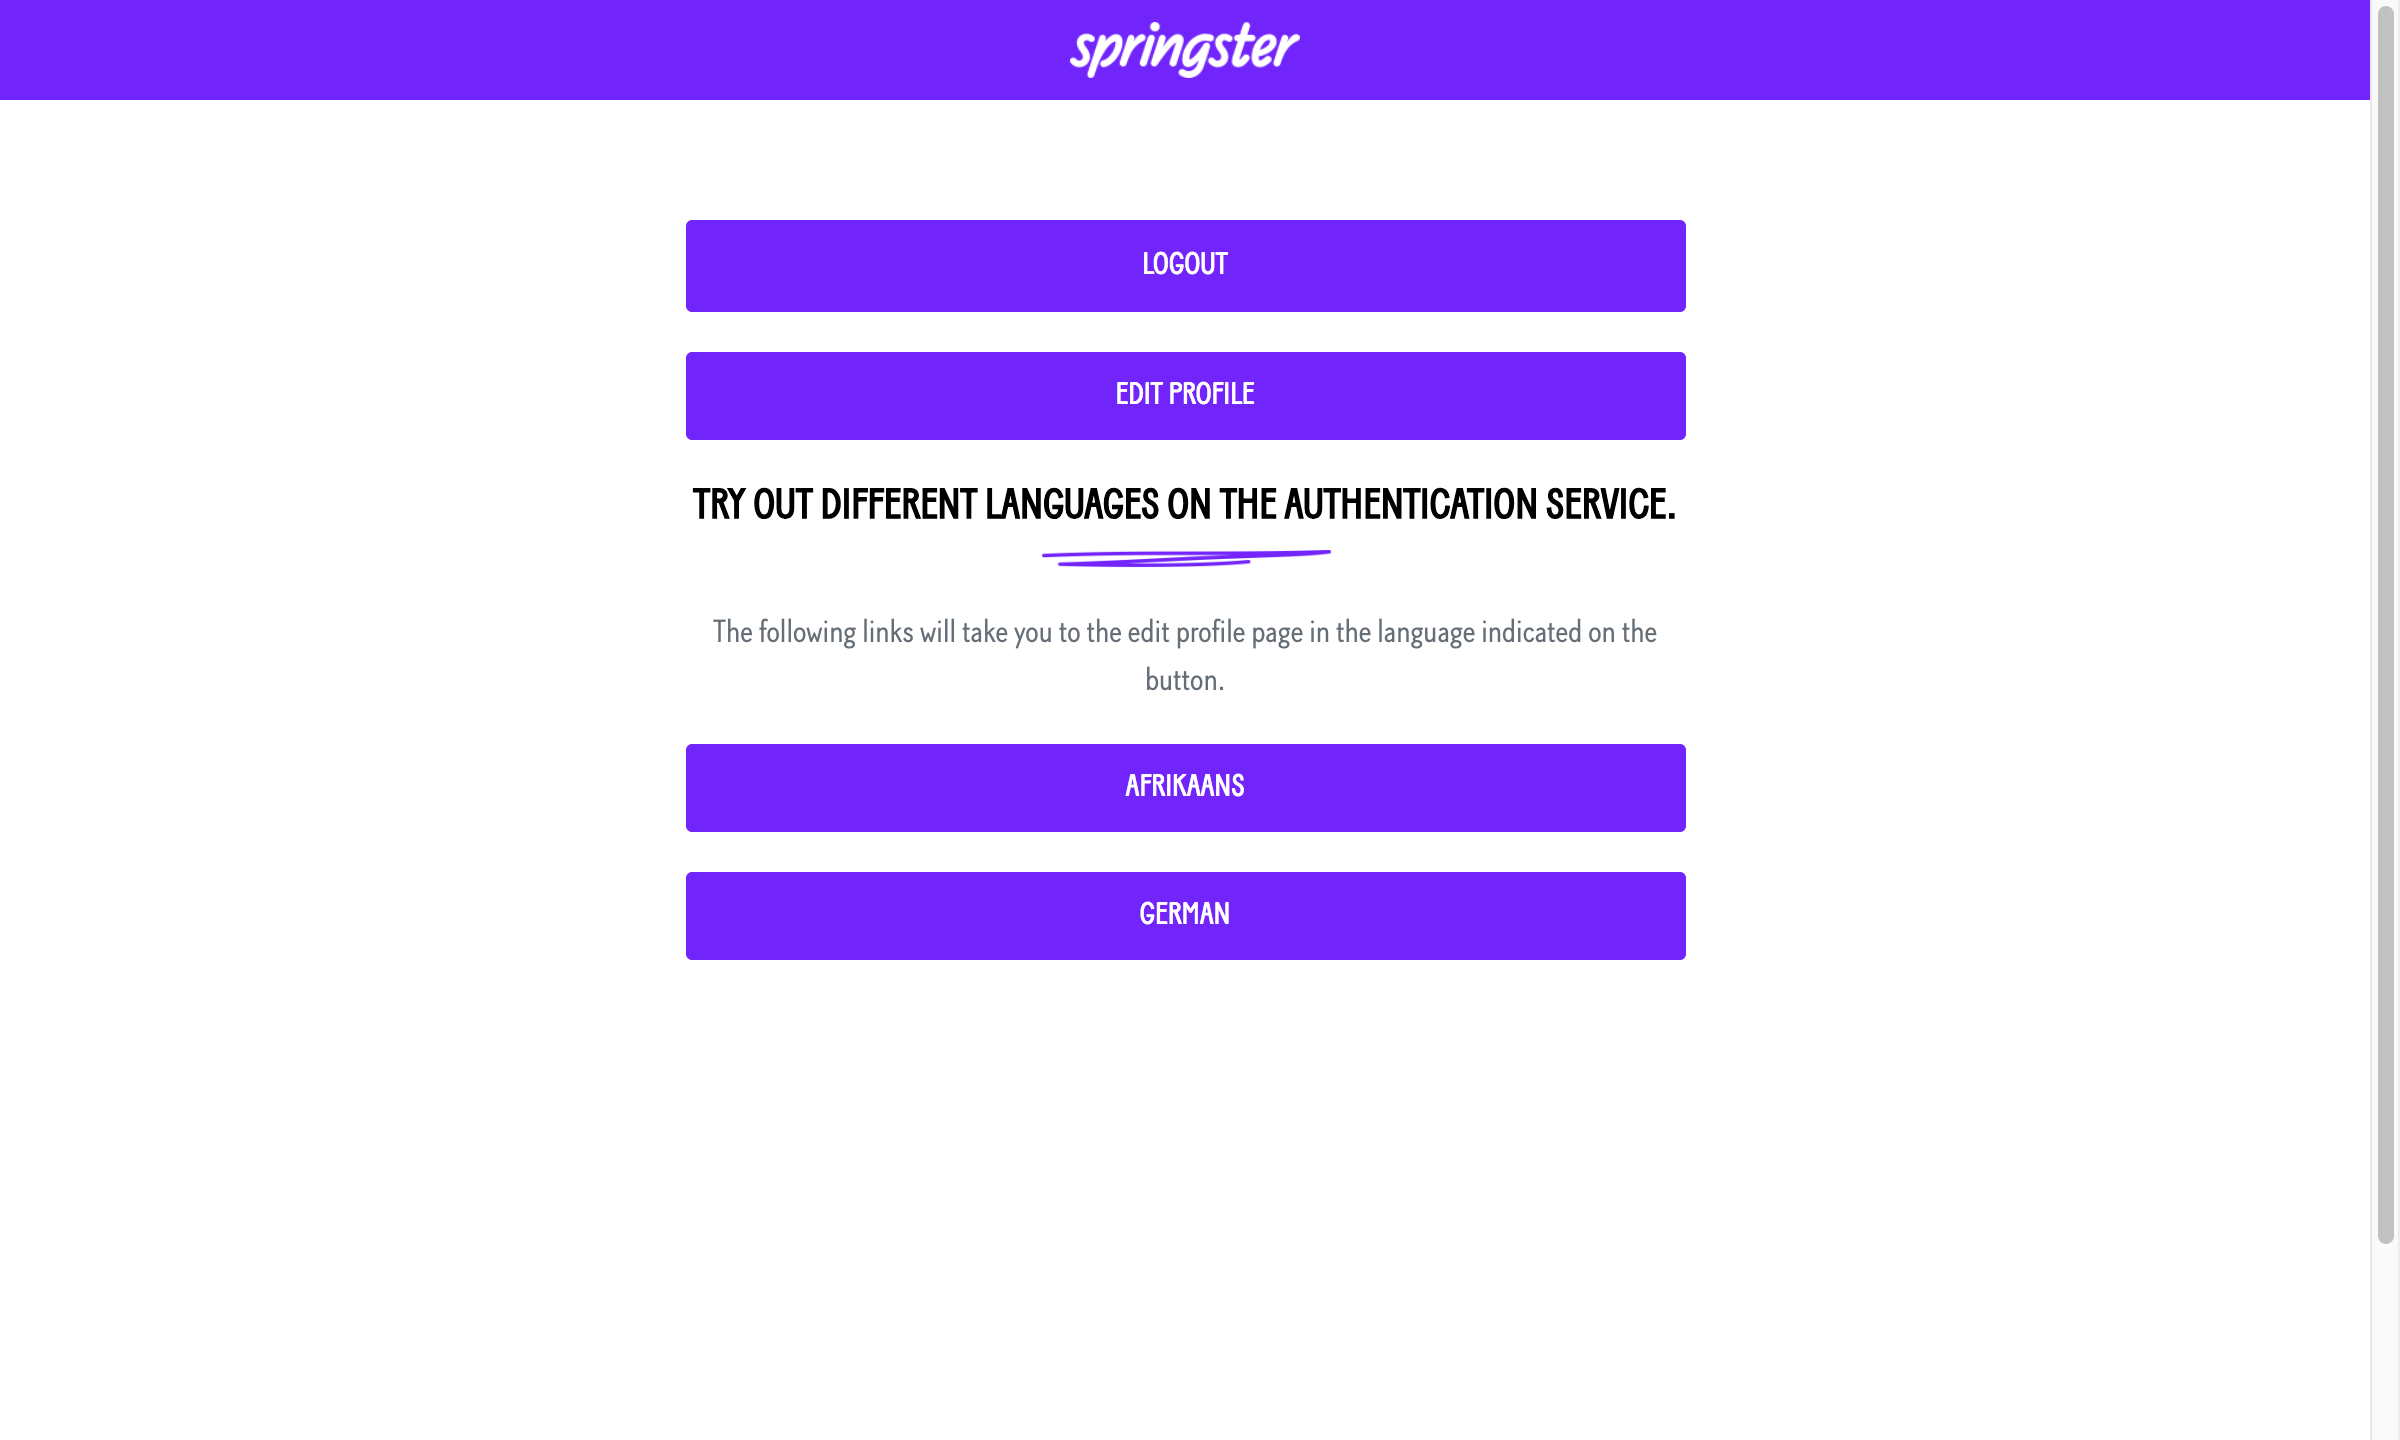 springster
LOGOUT
EDIT PROFILE
TRY OUT DIFFERENT LANGUAGES ON THE AUTHENTICATION SERVICE.
The following links will take you to the edit profile page in the language indicated on the
button.
AFRIKAANS
GERMAN